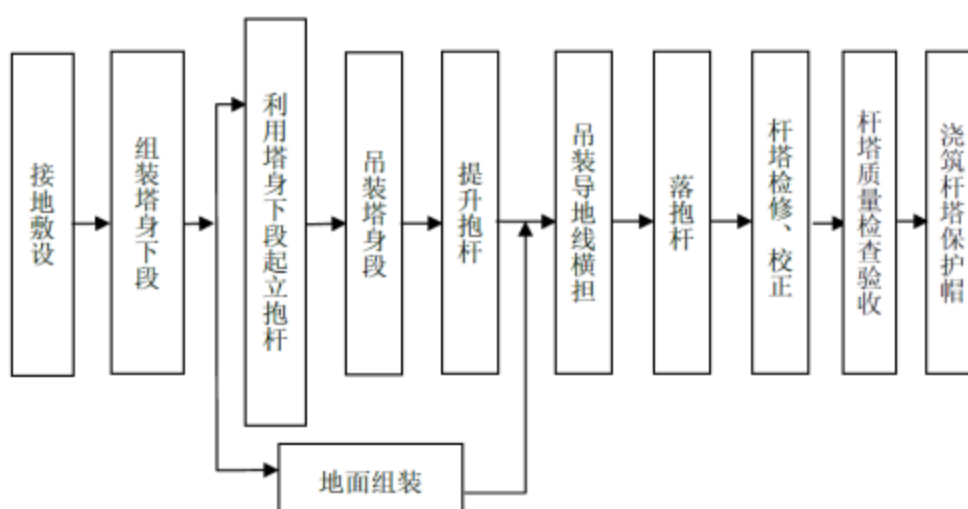 接地敷设
组装塔身下段
利用塔身下段起立抱杆
吊装塔身段
提升抱杆
吊装导地线横担
落抱杆
杆塔检修、校正
杆塔质量检查验收
浇筑杆塔保护帽
地面组装